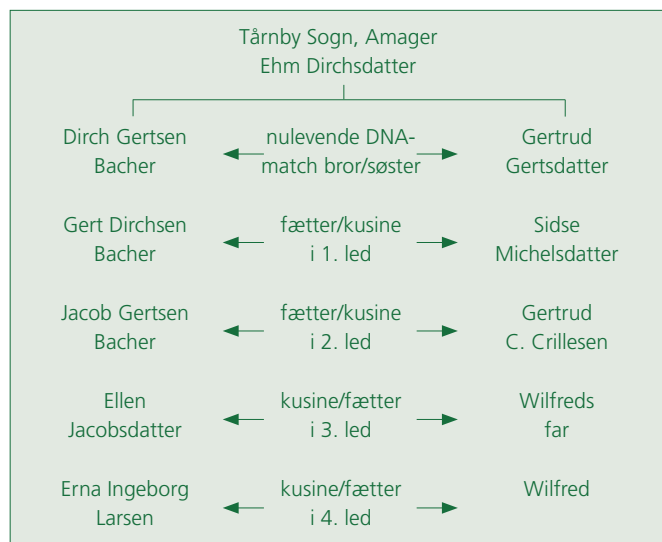 Tårnby Sogn, Amager
Ehm Dirchsdatter
Dirch Gertsen
Bacher
nulevende DNA-
match bror/søster
Gertrud
Gertsdatter
Gert Dirchsen
Bacher
fætter/kusine
i 1. led
Sidse
Michelsdatter
Jacob Gertsen
Bacher
fætter/kusine
i 2. led
Gertrud
C. Crillesen
Ellen
Jacobsdatter
kusine/fætter
i 3. led
Wilfreds
far
Erna Ingeborg
Larsen
kusine/fætter
i 4. led
Wilfred